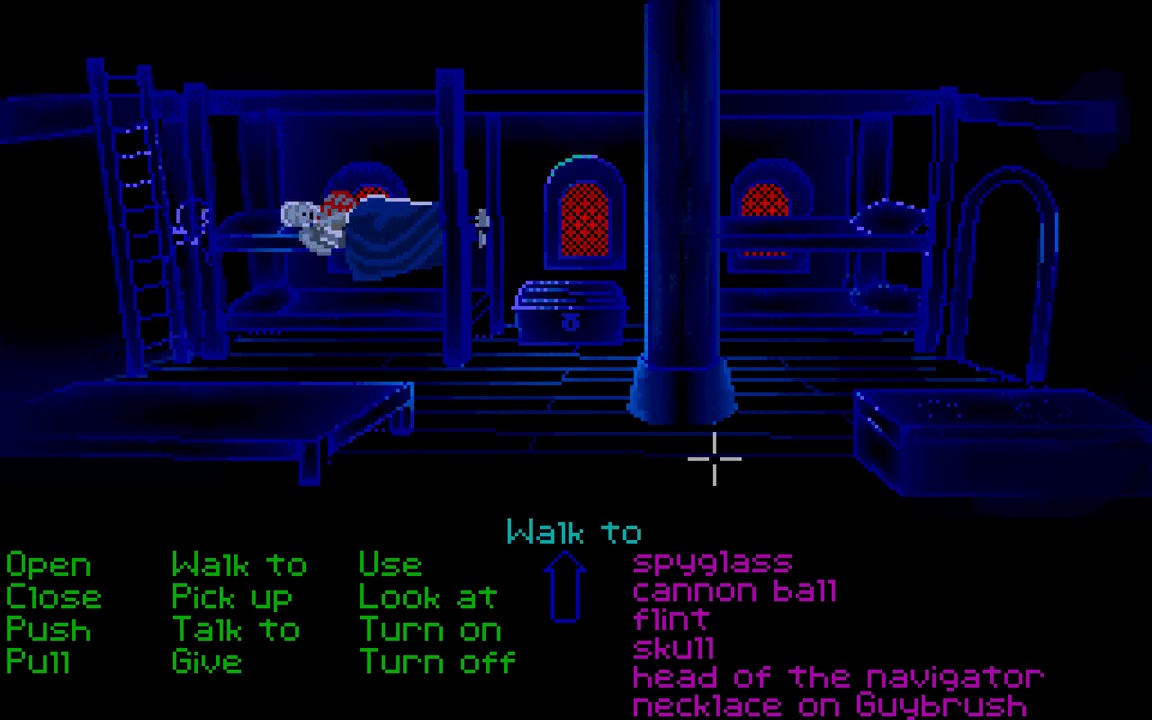 Walk to
Open Walk to Use spyglass
Close Pick up Look at cannon ball
Push Talk to Turn on flint
Pull Give Turn off skull
head of the navigator
necklace on Guybrush